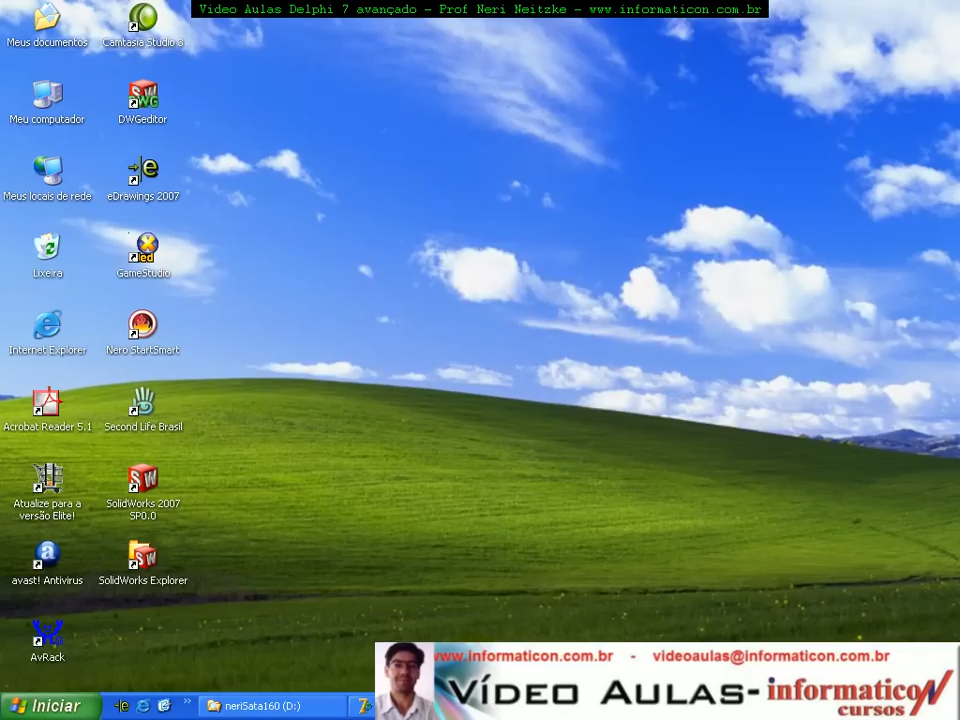 Video Aulas Delphi 7 avançado - Prof Neri Neitzke - www.informaticon.com.br
Meus documentos
Camtasia Studio 3
Meu computador
DWGeditor
Meus locais de rede
eDrawings 2007
Lixeira
GameStudio
Internet Explorer
Nero StartSmart
Acrobat Reader 5.1
Second Life Brasil
Atualize para a
versão Elite!
SolidWorks 2007
SP0.0
avast! Antivirus
SolidWorks Explorer
AvRack
www.informaticon.com.br - videoaulas@informaticon.com.br
VÍDEO AULAS-informaticon
cursos
Iniciar
neriSata160 (D:)